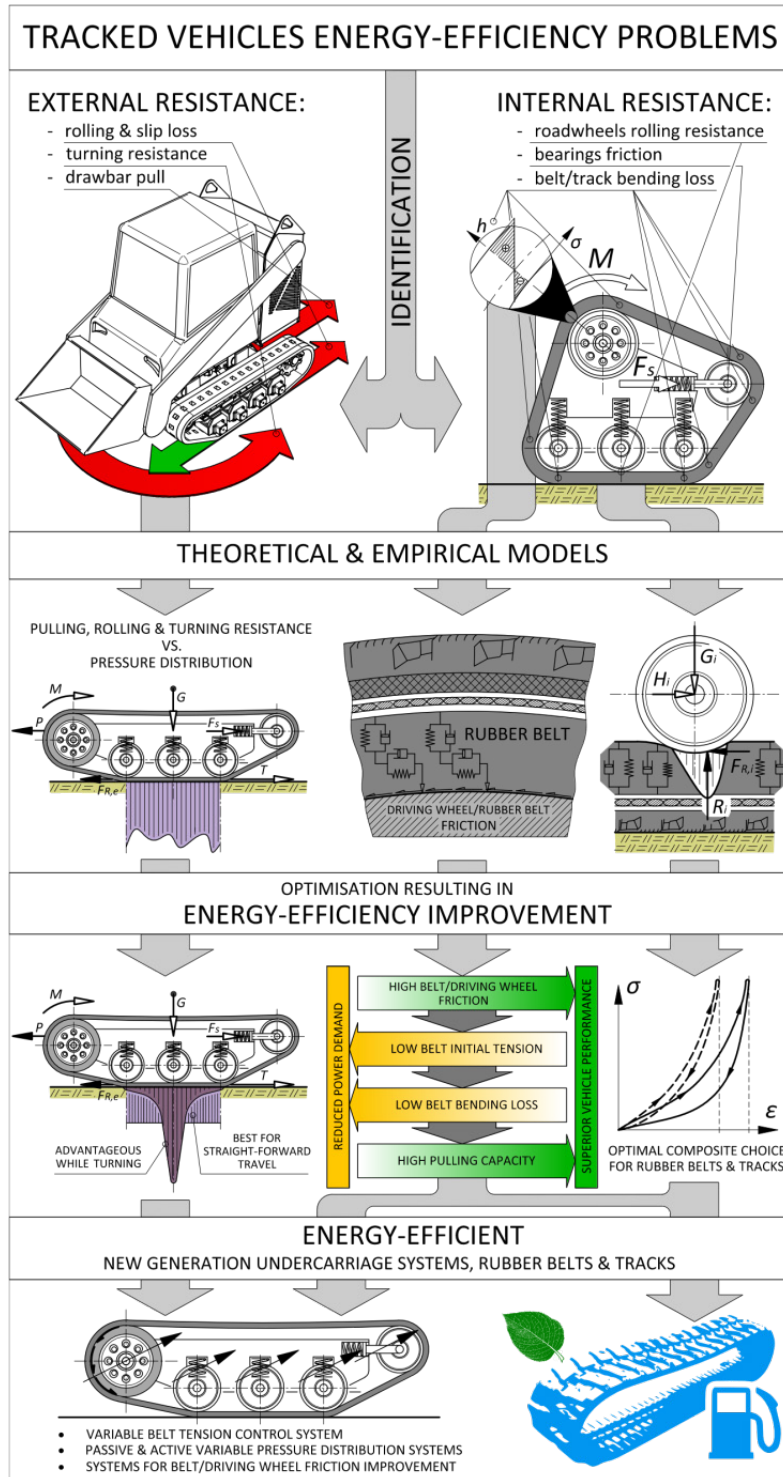 TRACKED VEHICLES ENERGY-EFFICIENCY PROBLEMS
EXTERNAL RESISTANCE:
- rolling & slip loss
- turning resistance
- drawbar pull
IDENTIFICATION
INTERNAL RESISTANCE:
- roadwheels rolling resistance
- bearings friction
- belt/track bending loss
h
σ
M
Fs
THEORETICAL & EMPIRICAL MODELS
PULLING, ROLLING & TURNING RESISTANCE
VS.
PRESSURE DISTRIBUTION
M
G
P
Fs
FR,e
T
RUBBER BELT
DRIVING WHEEL/RUBBER BELT
FRICTION
Gi
Hi
FR,i
Ri
OPTIMISATION RESULTING IN
ENERGY-EFFICIENCY IMPROVEMENT
M
G
P
Fs
FR,e
T
ADVANTAGEOUS
WHILE TURNING
BEST FOR
STRAIGHT-FORWARD
TRAVEL
REDUCED POWER DEMAND
HIGH BELT/DRIVING WHEEL
FRICTION
LOW BELT INITIAL TENSION
LOW BELT BENDING LOSS
HIGH PULLING CAPACITY
SUPERIOR VEHICLE PERFORMANCE
σ
ε
OPTIMAL COMPOSITE CHOICE
FOR RUBBER BELTS & TRACKS
ENERGY-EFFICIENT
NEW GENERATION UNDERCARRIAGE SYSTEMS, RUBBER BELTS & TRACKS
• VARIABLE BELT TENSION CONTROL SYSTEM
• PASSIVE & ACTIVE VARIABLE PRESSURE DISTRIBUTION SYSTEMS
• SYSTEMS FOR BELT/DRIVING WHEEL FRICTION IMPROVEMENT